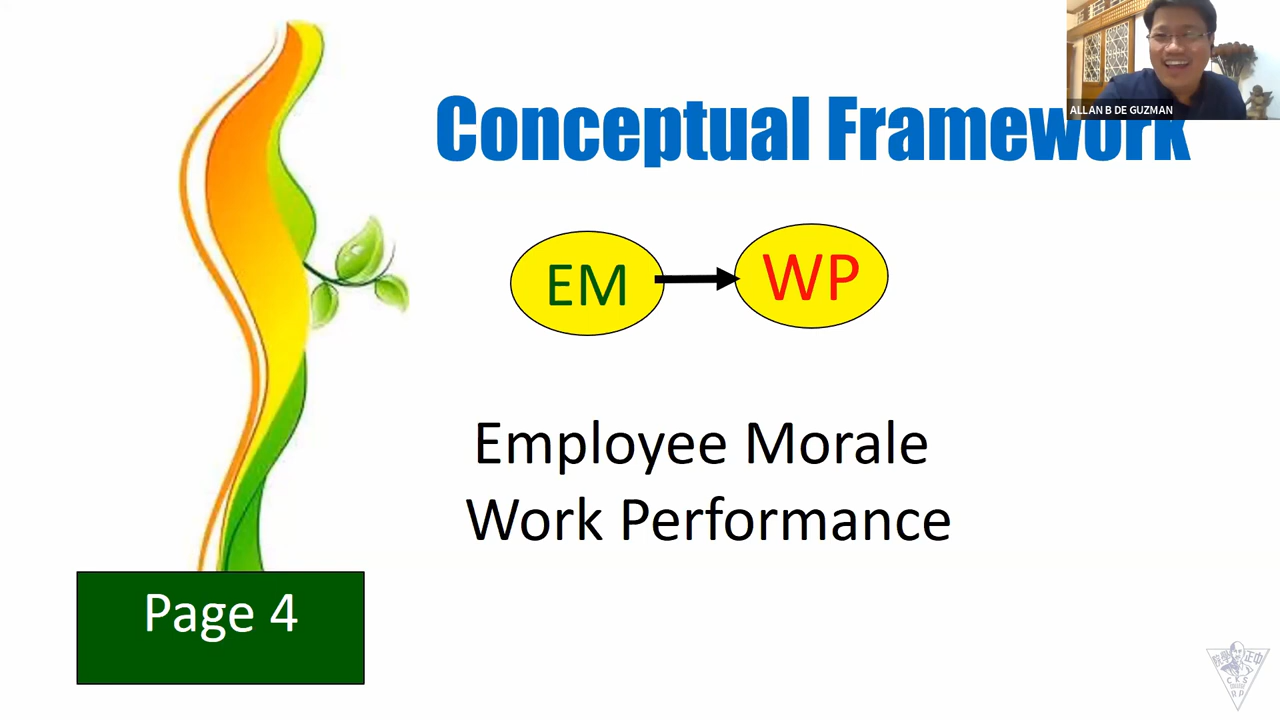 ALLAN B DE GUZMAN
Conceptual Framework
EM
WP
Employee Morale
Work Performance
Page 4
C K S